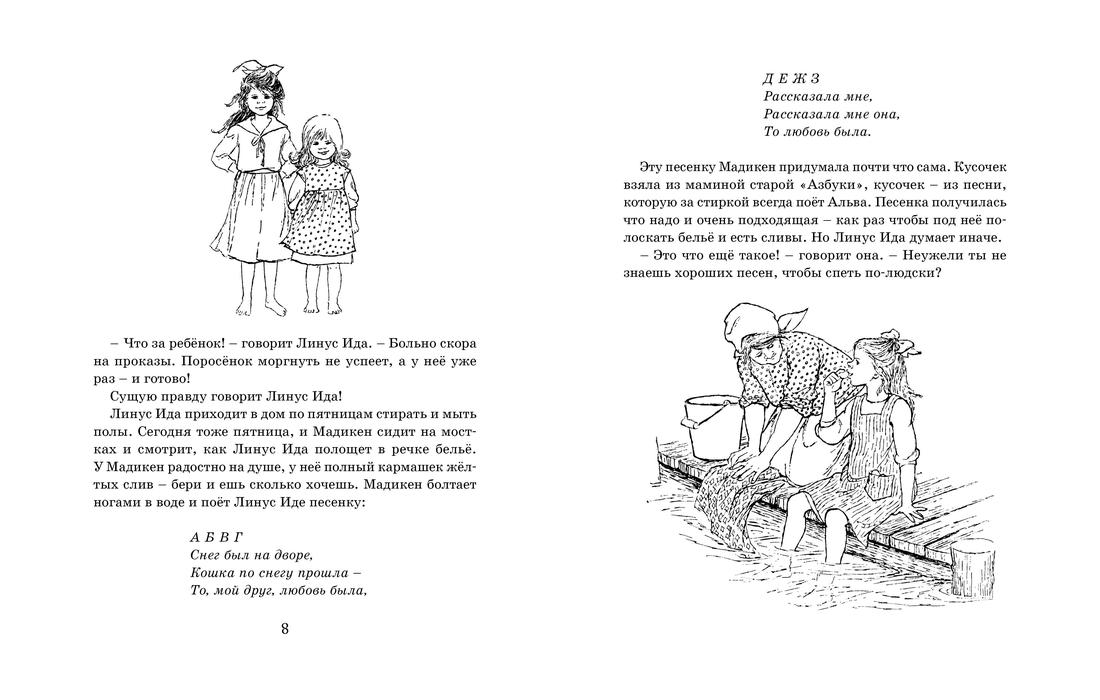 – Что за ребёнок! – говорит Линус Ида. – Больно скора
на проказы. Поросёнок моргнуть не успеет, а у неё уже
раз – и готово!
Сущую правду говорит Линус Ида!
Линус Ида приходит в дом по пятницам стирать и мыть
полы. Сегодня тоже пятница, и Мадикен сидит на мост-
ках и смотрит, как Линус Ида полощет в речке бельё.
У Мадикен радостно на душе, у неё полный кармашек жёл-
тых слив – бери и ешь сколько хочешь. Мадикен болтает
ногами в воде и поёт Линус Иде песенку:
А Б В Г
Снег был на дворе,
Кошка по снегу прошла –
То, мой друг, любовь была,
8
Д Е Ж З
Рассказала мне,
Рассказала мне она,
То любовь была.
Эту песенку Мадикен придумала почти что сама. Кусочек
взяла из маминой старой «Азбуки», кусочек – из песни,
которую за стиркой всегда поёт Альва. Песенка получилась
что надо и очень подходящая – как раз чтобы под неё по-
лоскать бельё и есть сливы. Но Линус Ида думает иначе.
– Это что ещё такое! – говорит она. – Неужели ты не
знаешь хороших песен, чтобы спеть по-людски?